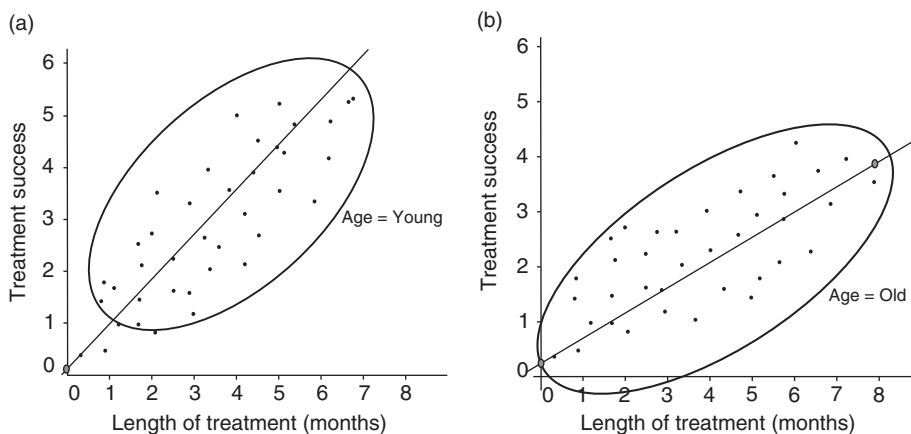 (a)
6
5
4
3
2
1
0
Treatment success
Age = Young
0 1 2 3 4 5 6 7
Length of treatment (months)
(b)
6
5
4
3
2
1
0
Treatment success
Age = Old
0 1 2 3 4 5 6 7 8
Length of treatment (months)